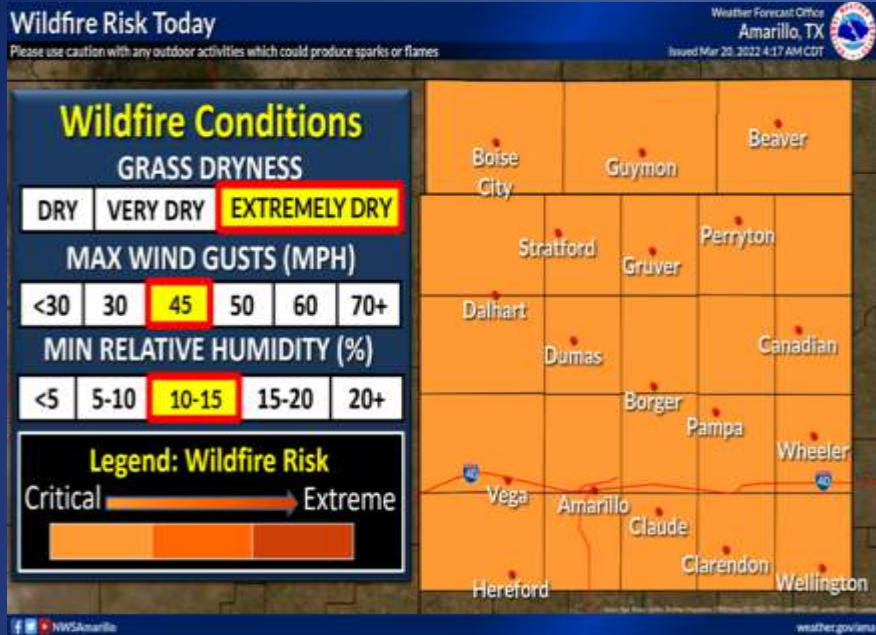 Wildfire Risk Today
Please use caution with any outdoor activities which could produce sparks or flames
Weather Forecast Office
Amarillo, TX
Issued Mar 20, 2022 4:17 AM CDT
Wildfire Conditions
GRASS DRYNESS
DRY VERY DRY EXTREMELY DRY
MAX WIND GUSTS (MPH)
<30 30 45 50 60 70+
MIN RELATIVE HUMIDITY (%)
<5 5-10 10-15 15-20 20+
Legend: Wildfire Risk
Critical Extreme
Boise
City
Guymon
Beaver
Stratford
Gruver
Perryton
Dalhart
Dumas
Canadian
Borger
Pampa
Wheeler
40
40
Vega
Amarillo
Claude
Clarendon
Hereford
Wellington
NWSAmarillo
weather.gov/ama